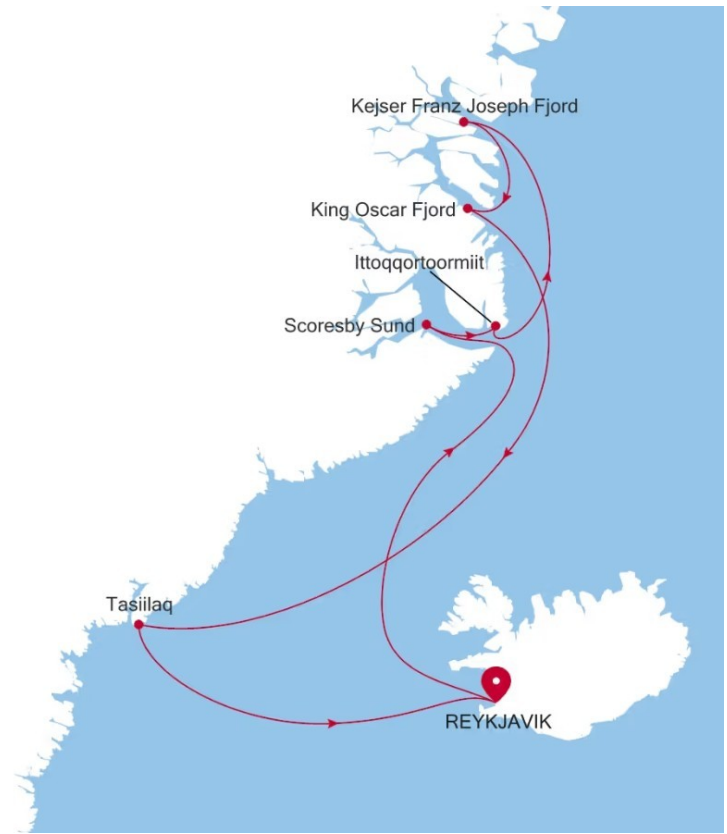 Kejser Franz Joseph Fjord
King Oscar Fjord
Ittoqqortoormiit
Scoresby Sund
Tasiilaq
REYKJAVIK